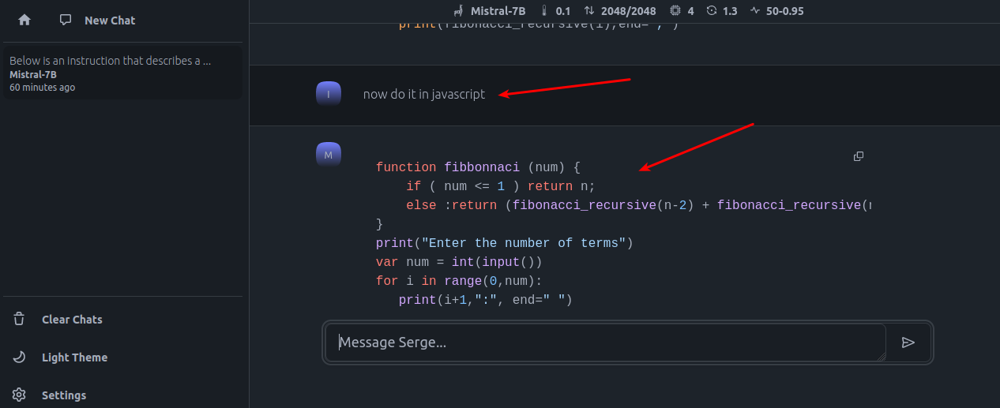 New Chat
Mistral-7B 0.1 2048/2048 4 1.3 50-0.95
Below is an instruction that describes a ...
Mistral-7B
60 minutes ago
print(fibonacci_recursive(i),end=", ")
I now do it in javascript
M
function fibbonnaci (num) {
if ( num <= 1 ) return n;
else :return (fibonacci_recursive(n-2) + fibonacci_recursive(
}
print("Enter the number of terms")
var num = int(input())
for i in range(0,num):
print(i+1,":", end=" ")
Message Serge...
Clear Chats
Light Theme
Settings